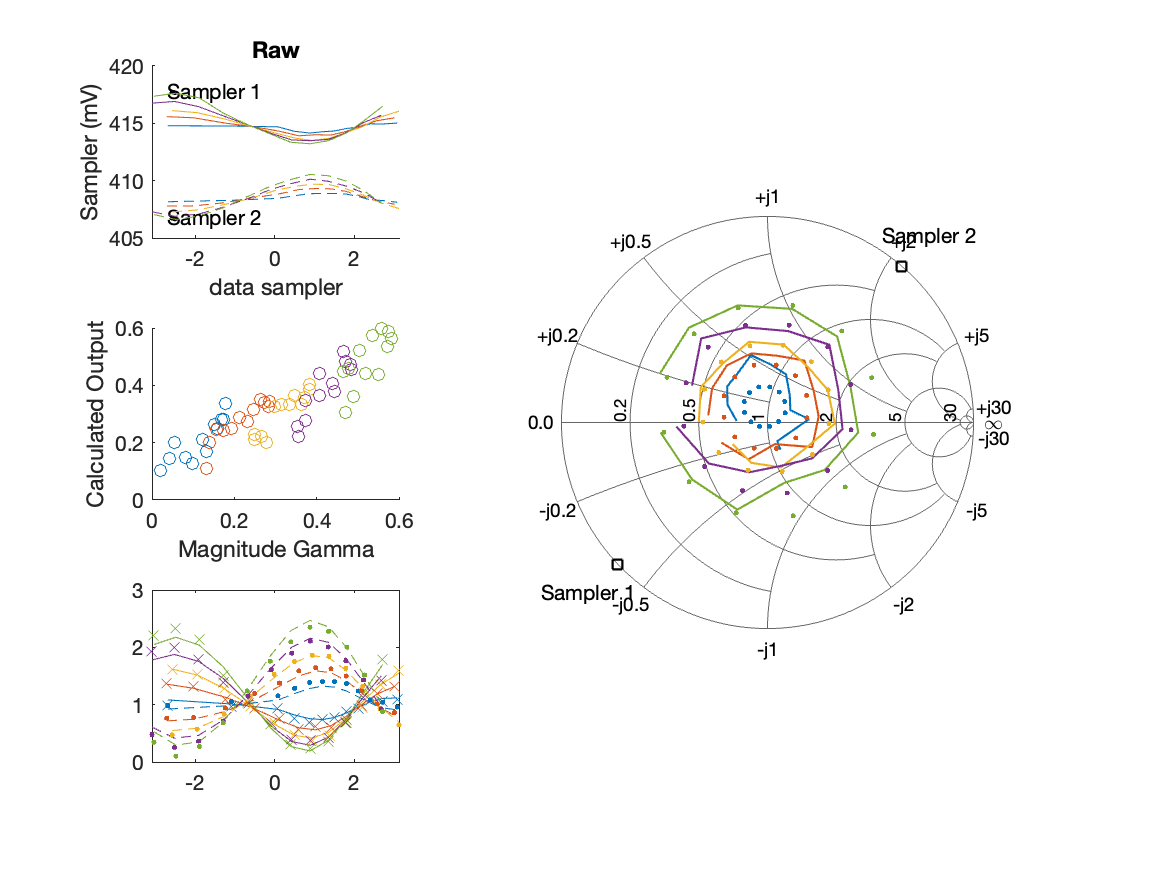 Raw
420
415
410
405
Sampler (mV)
Sampler 1
Sampler 2
-2
0
2
data sampler
0.6
0.4
0.2
0
Calculated Output
0
0.2
0.4
0.6
Magnitude Gamma
3
2
1
0
-2
0
2
+j1
+j0.5
Sampler 2
+j2
+j0.2
+j5
0.0
0.2
0.5
1
2
5
30
+j30
∞
-j30
-j0.2
-j5
Sampler 1
-j0.5
-j2
-j1